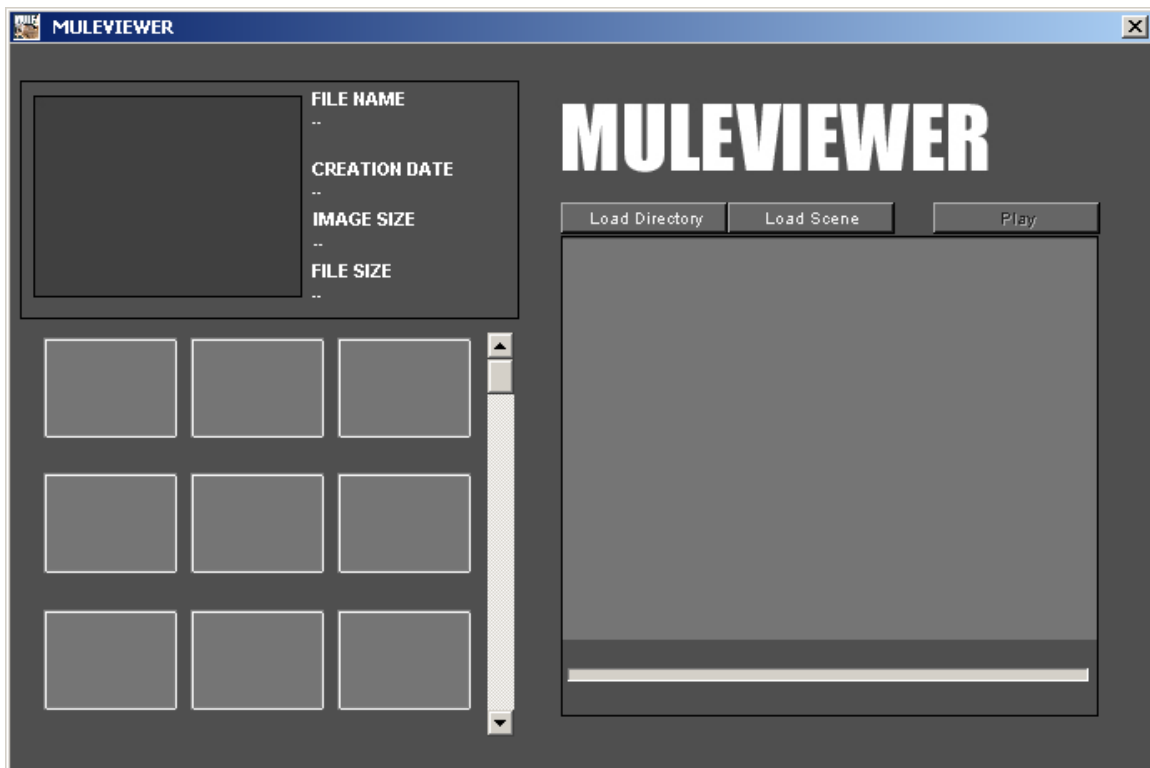 MULEVIEWER
FILE NAME
--
CREATION DATE
--
IMAGE SIZE
--
FILE SIZE
--
MULEVIEWER
Load Directory
Load Scene
Play